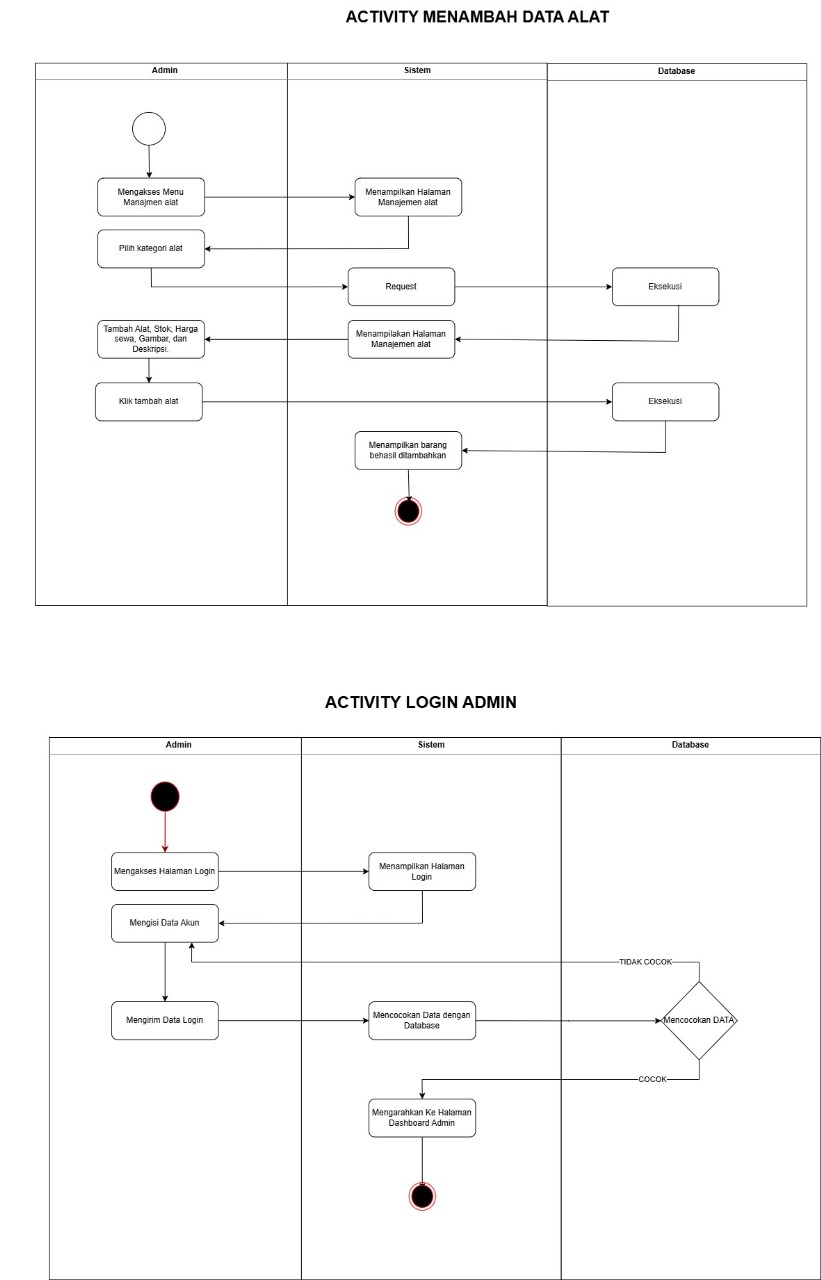 ACTIVITY MENAMBAH DATA ALAT
Admin
Sistem
Database
Mengakses Menu
Manajmen alat
Menampilkan Halaman
Manajemen alat
Pilih kategori alat
Request
Eksekusi
Tambah Alat, Stok, Harga
sewa, Gambar, dan
Deskripsi.
Menampilakan Halaman
Manajemen alat
Klik tambah alat
Eksekusi
Menampilkan barang
behasil ditambahkan
ACTIVITY LOGIN ADMIN
Admin
Sistem
Database
Mengakses Halaman Login
Menampilkan Halaman
Login
Mengisi Data Akun
TIDAK COCOK
Mengirim Data Login
Mencocokan Data dengan
Database
Mencocokan DATA
COCOK
Mengarahkan Ke Halaman
Dashboard Admin